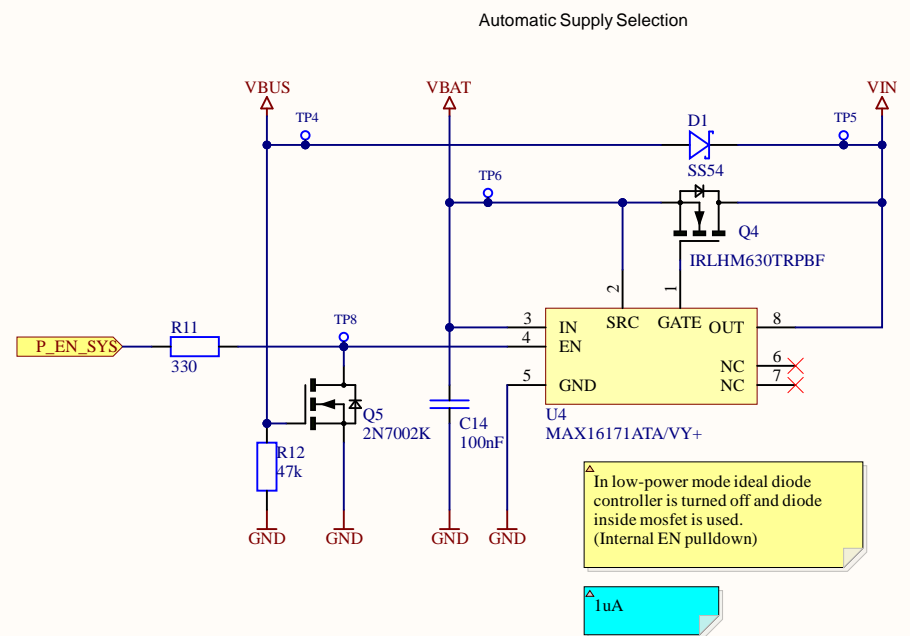 Automatic Supply Selection
VBUS
VBAT
VIN
TP4
D1
TP5
SS54
TP6
Q4
IRLHM630TRPBF
2
1
3
IN
SRC
GATE
OUT
8
4
EN
P_EN_SYS
R11
330
TP8
NC
6
5
GND
NC
7
Q5
2N7002K
C14
100nF
U4
MAX16171ATA/VY+
R12
47k
GND
GND
GND
GND
In low-power mode ideal diode
controller is turned off and diode
inside mosfet is used.
(Internal EN pulldown)
1uA